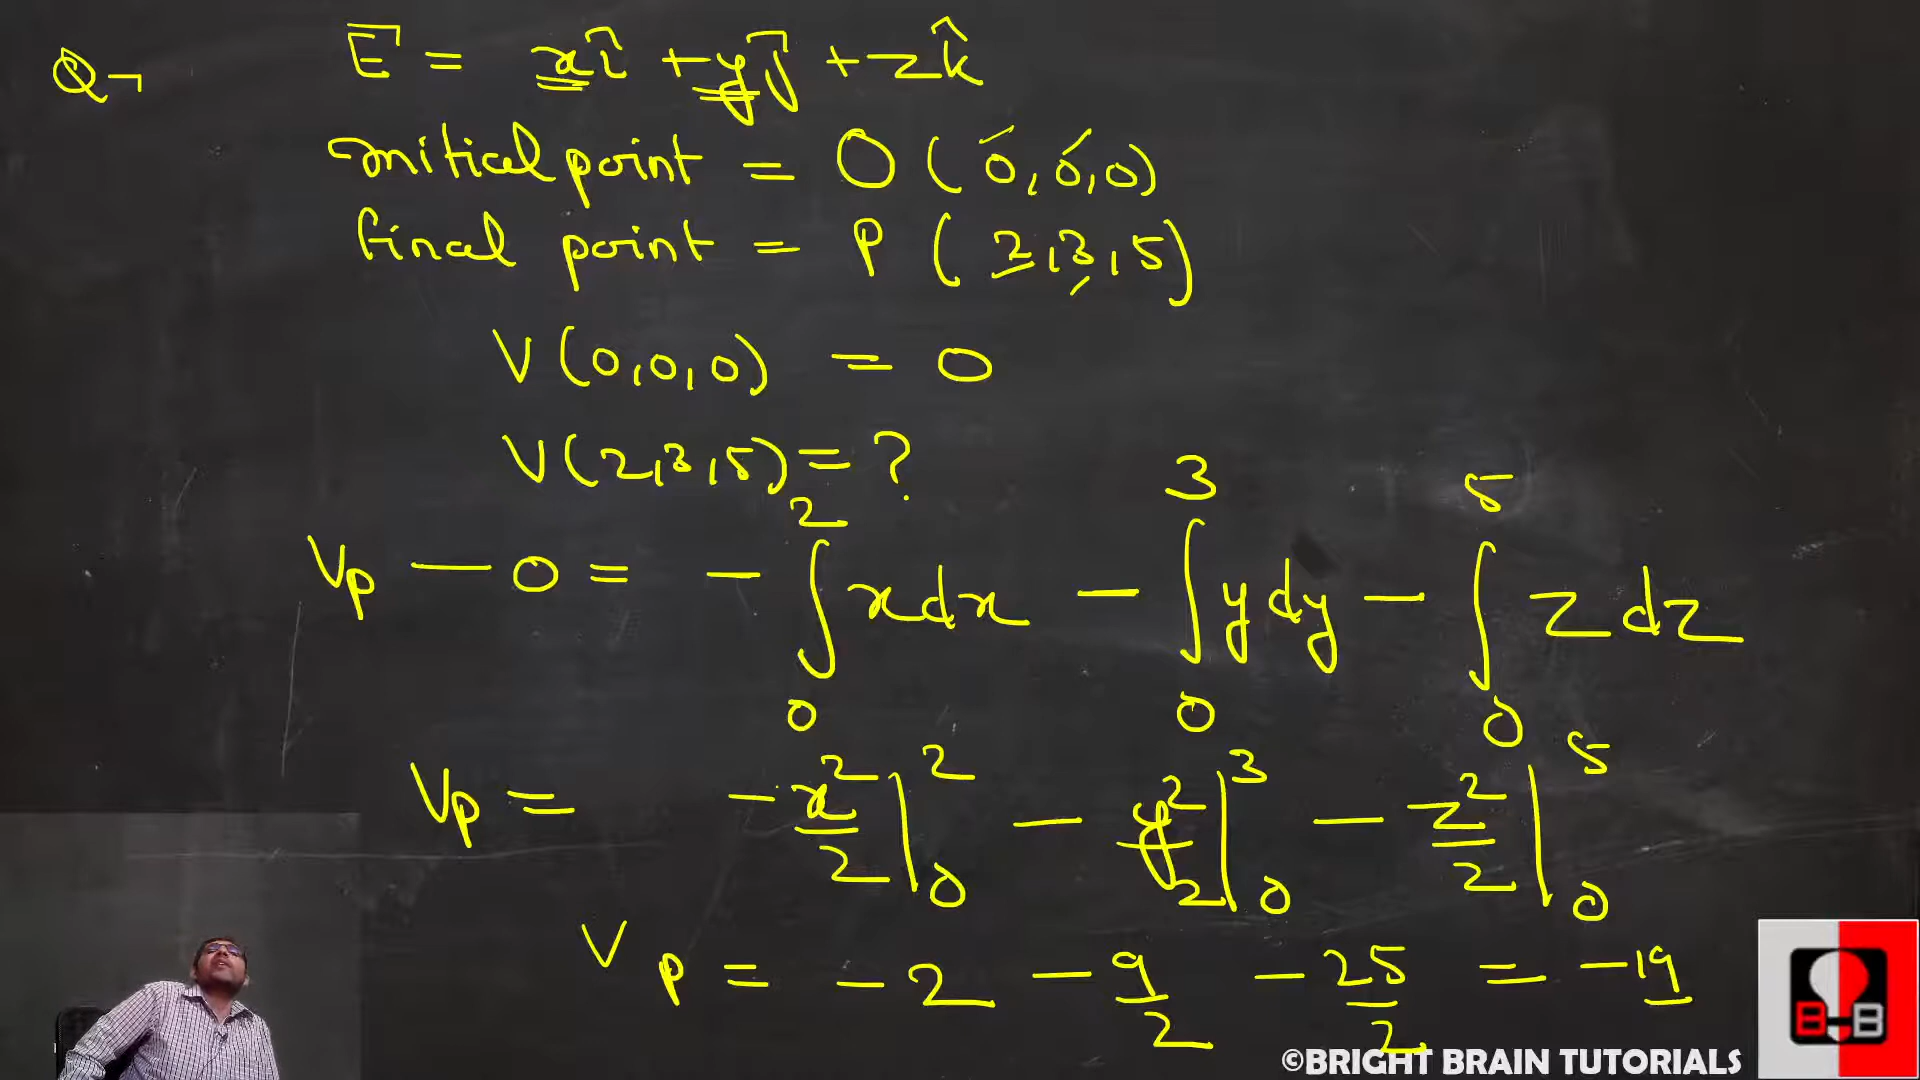 Q→ E⃗ = xî + yĵ + zk̂
initial point = O (0,0,0)
final point = P (2,3,5)
V(0,0,0) = 0
V(2,3,5) = ?
Vp — 0 = - ∫₀² x dx - ∫₀³ y dy - ∫₀⁵ z dz
Vp = - x²/2 |₀² - y²/2 |₀³ - z²/2 |₀⁵
Vp = - 2 - 9/2 - 25/2 = -19
B B
©BRIGHT BRAIN TUTORIALS